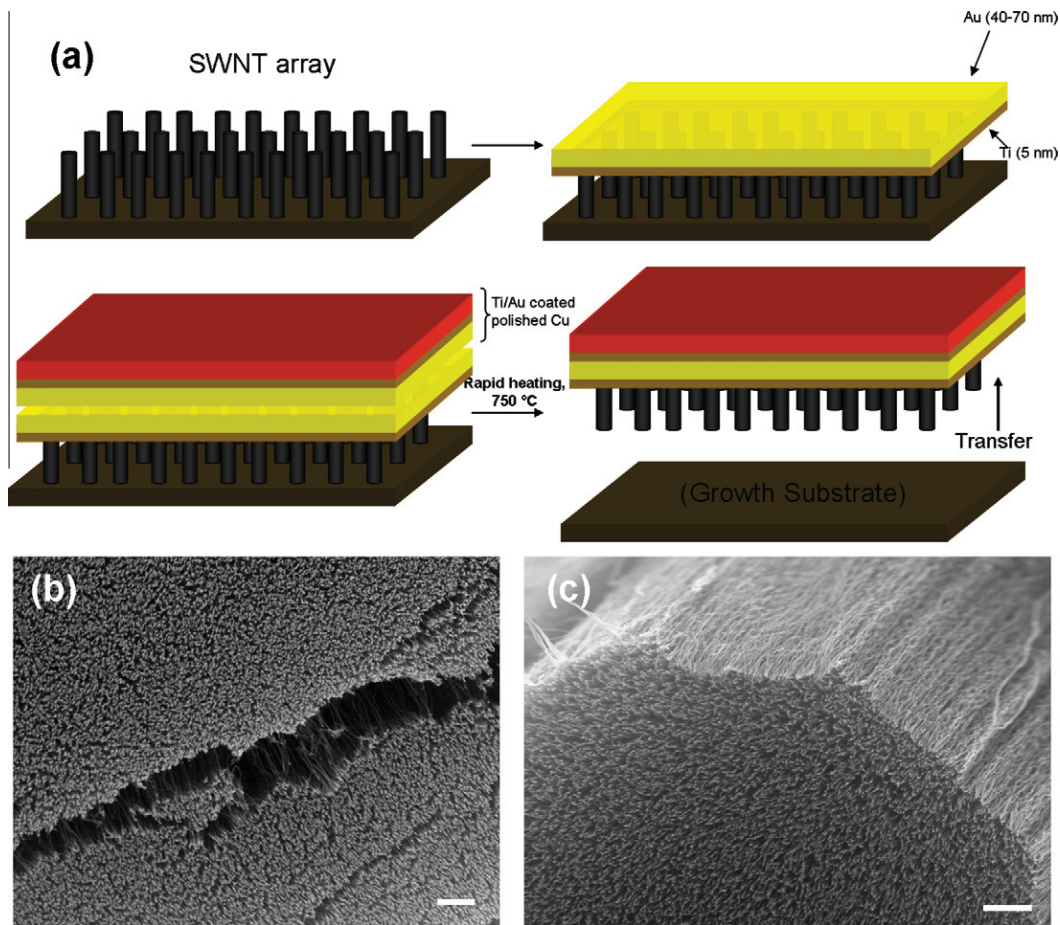 (a)
SWNT array
Au (40-70 nm)
Ti (5 nm)
Ti/Au coated
polished Cu
Rapid heating,
750 °C
Transfer
(Growth Substrate)
(b)
(c)